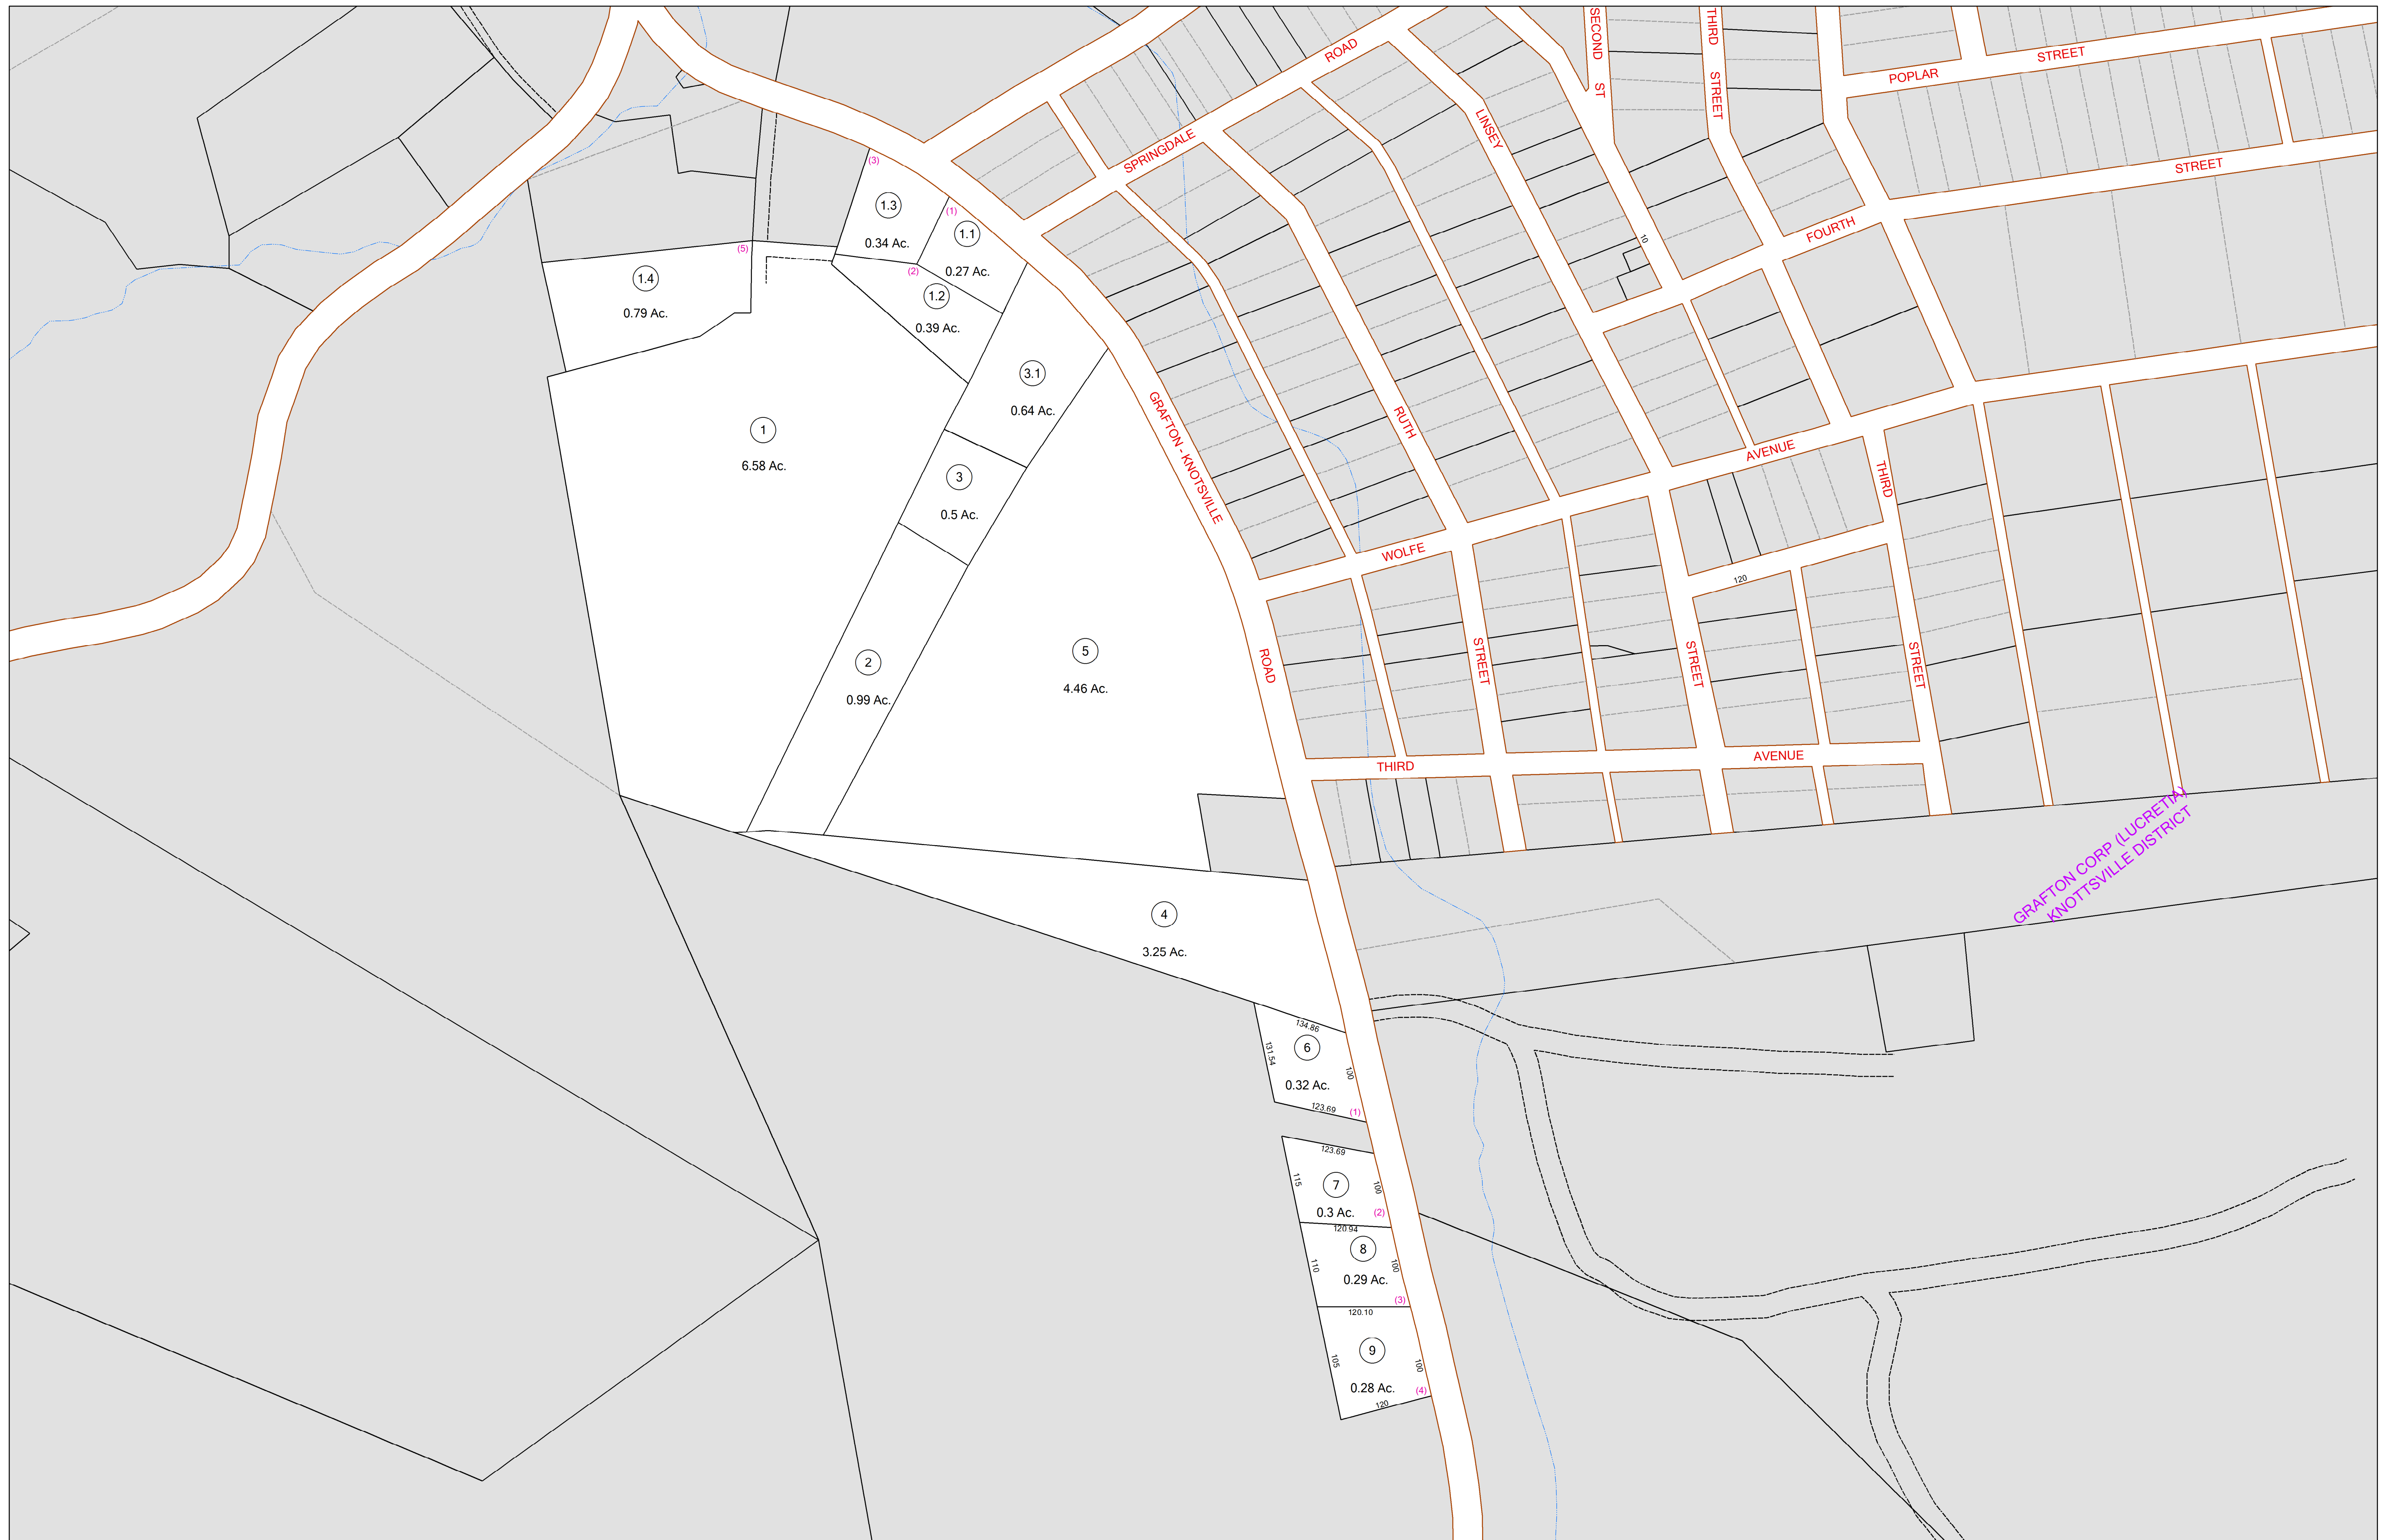 SECOND ST
THIRD STREET
ROAD
STREET
POPLAR
LINSEY
SPRINGDALE
STREET
(3)
1.3
0.34 Ac.
(1)
1.1
0.27 Ac.
FOURTH
10
(5)
(2)
1.4
0.79 Ac.
1.2
0.39 Ac.
3.1
0.64 Ac.
GRAFTON - KNOTSVILLE
RUTH
1
6.58 Ac.
AVENUE
THIRD
3
0.5 Ac.
WOLFE
120
2
0.99 Ac.
5
4.46 Ac.
ROAD
STREET
STREET
STREET
THIRD
AVENUE
GRAFTON CORP (LUCRETIA)
KNOTTSVILLE DISTRICT
4
3.25 Ac.
134.86
131.54
6
0.32 Ac.
130
123.69
(1)
123.69
115
7
0.3 Ac.
100
(2)
120.94
110
8
0.29 Ac.
100
(3)
120.10
105
9
0.28 Ac.
100
(4)
120